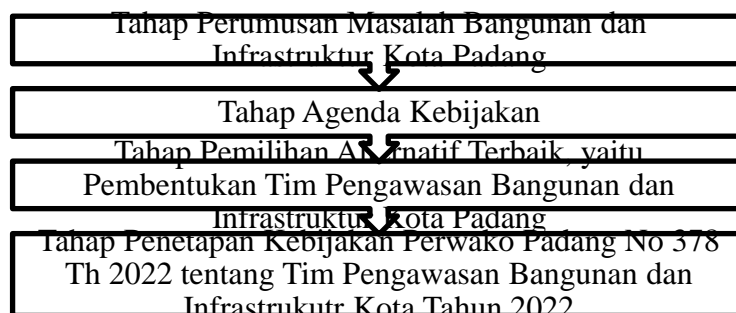 Tahap Perumusan Masalah Bangunan dan
Infrastruktur Kota Padang
Tahap Agenda Kebijakan
Tahap Pemilihan Alternatif Terbaik, yaitu
Pembentukan Tim Pengawasan Bangunan dan
Infrastruktur Kota Padang
Tahap Penetapan Kebijakan Perwako Padang No 378
Th 2022 tentang Tim Pengawasan Bangunan dan
Infrastrukutr Kota Tahun 2022